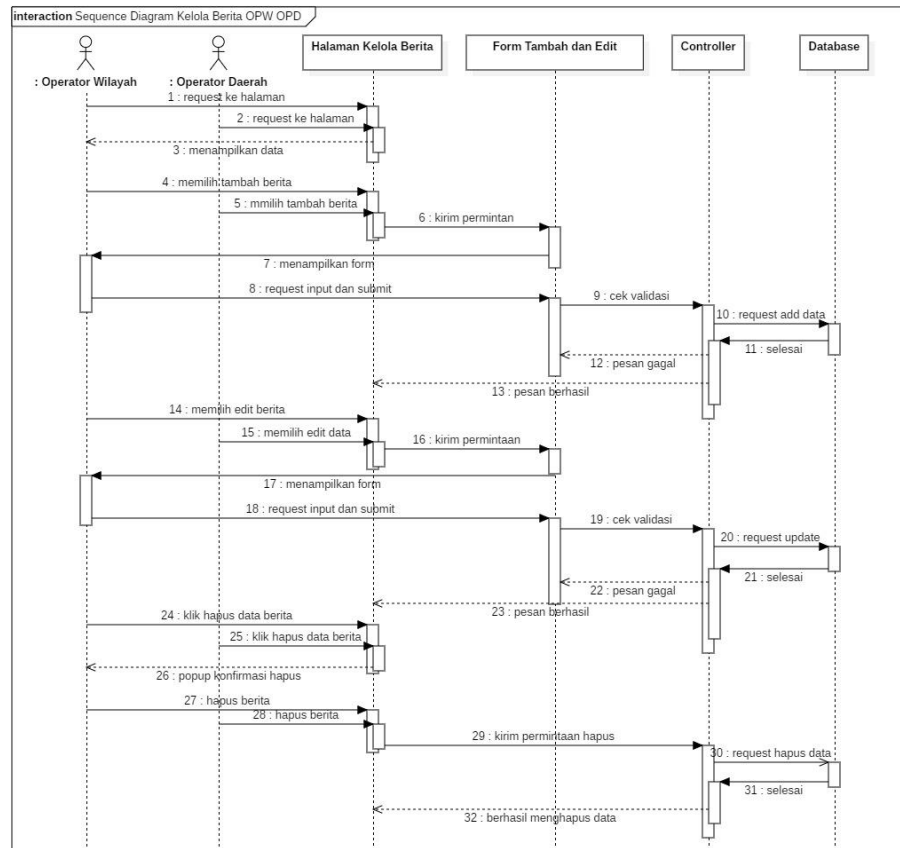 interaction Sequence Diagram Kelola Berita OPW OPD
: Operator Wilayah
: Operator Daerah
Halaman Kelola Berita
Form Tambah dan Edit
Controller
Database
1 : request ke halaman
2 : request ke halaman
3 : menampilkan data
4 : memilih tambah berita
5 : mmilih tambah berita
6 : kirim permintan
7 : menampilkan form
8 : request input dan submit
9 : cek validasi
10 : request add data
11 : selesai
12 : pesan gagal
13 : pesan berhasil
14 : memilih edit berita
15 : memilih edit data
16 : kirim permintaan
17 : menampilkan form
18 : request input dan submit
19 : cek validasi
20 : request update
21 : selesai
22 : pesan gagal
23 : pesan berhasil
24 : klik hapus data berita
25 : klik hapus data berita
26 : popup konfirmasi hapus
27 : hapus berita
28 : hapus berita
29 : kirim permintaan hapus
30 : request hapus data
31 : selesai
32 : berhasil menghapus data